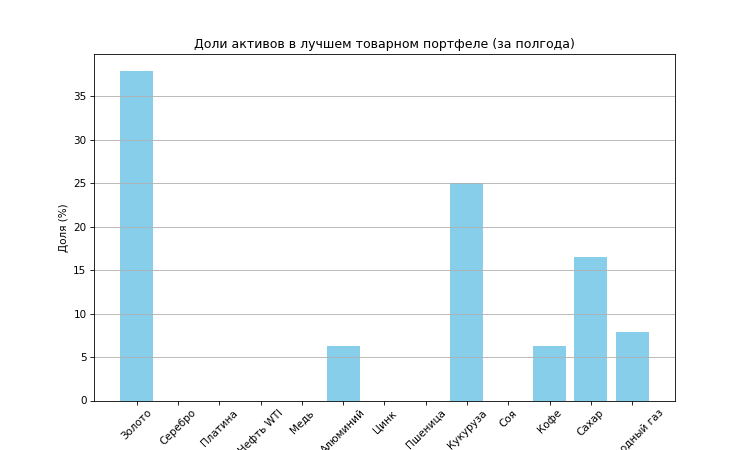 Доли активов в лучшем товарном портфеле (за полгода)
Доля (%)
35
30
25
20
15
10
5
0
Золото
Серебро
Платина
Нефть WTI
Медь
Алюминий
Цинк
Пшеница
Кукуруза
Соя
Кофе
Сахар
газ